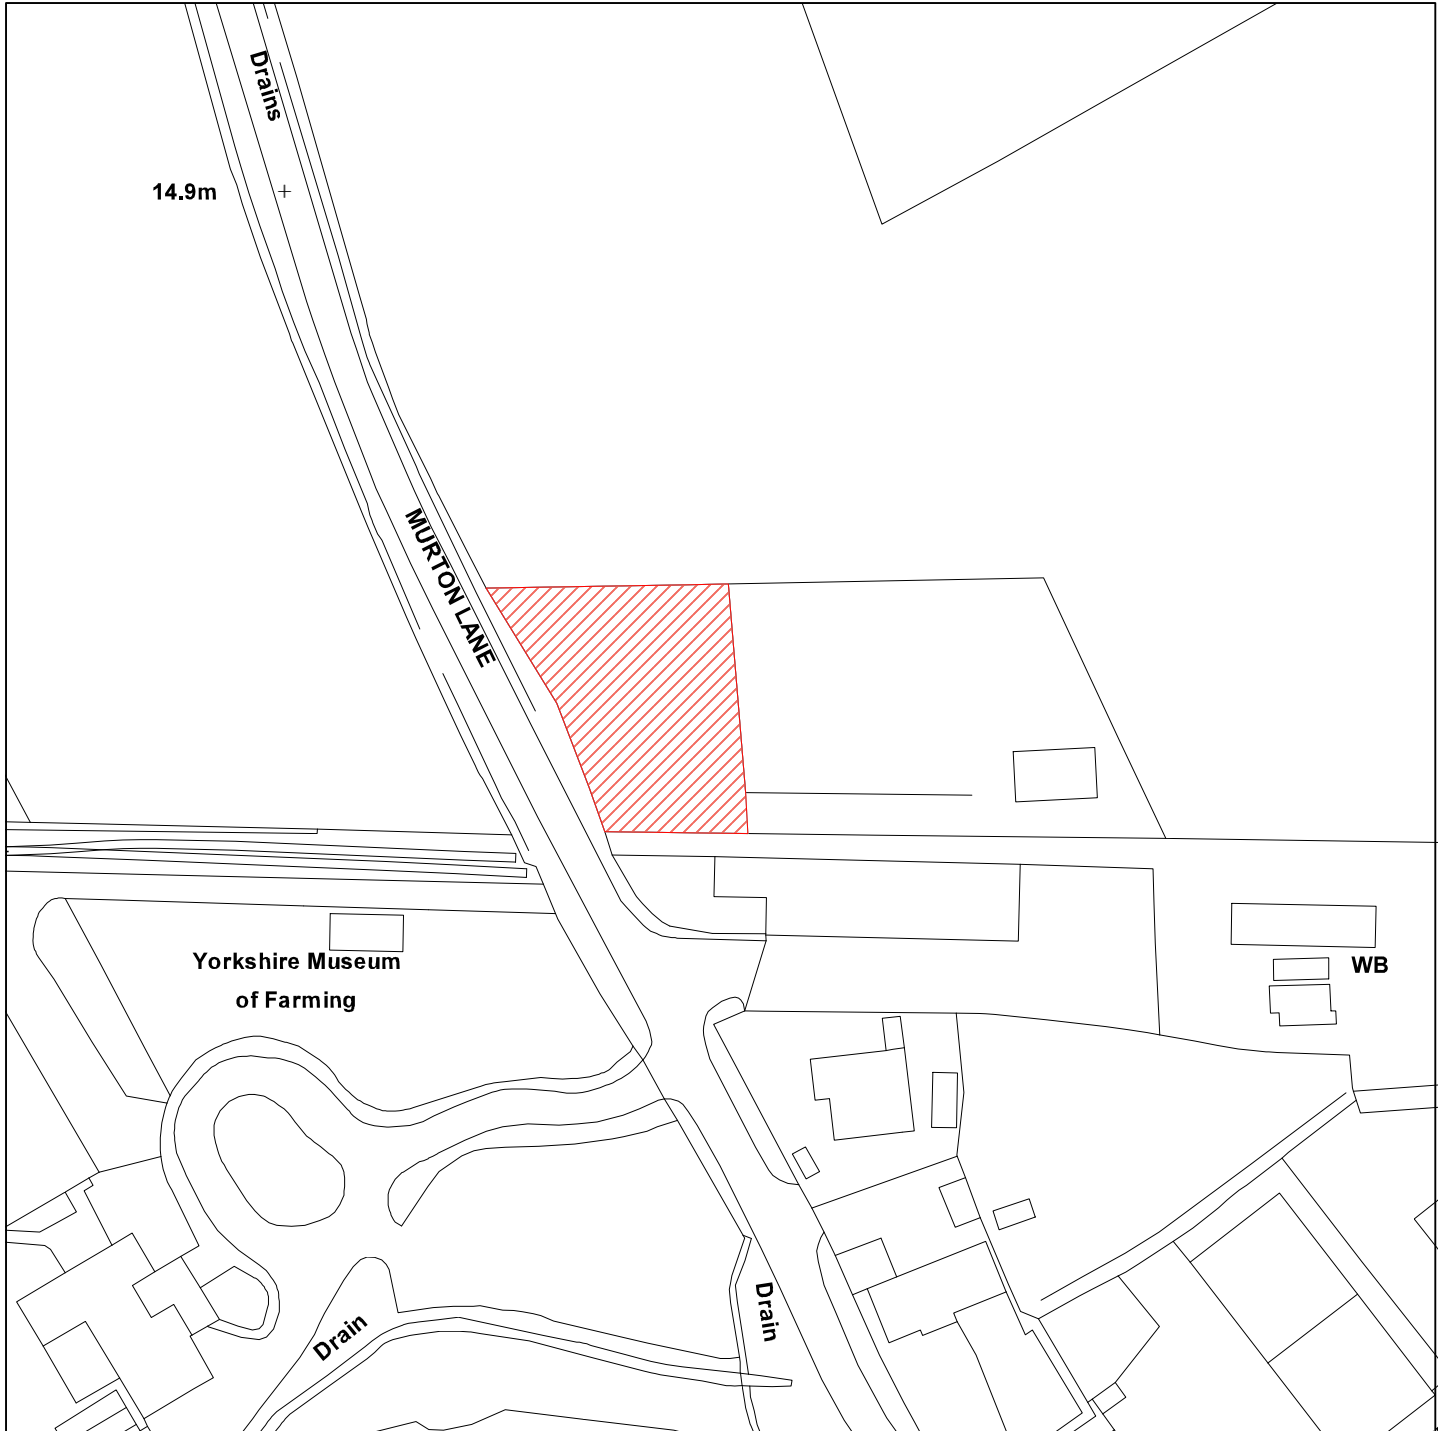 Drains
14.9m
MURTON LANE
Yorkshire Museum
of Farming
WB
Drain
Drain